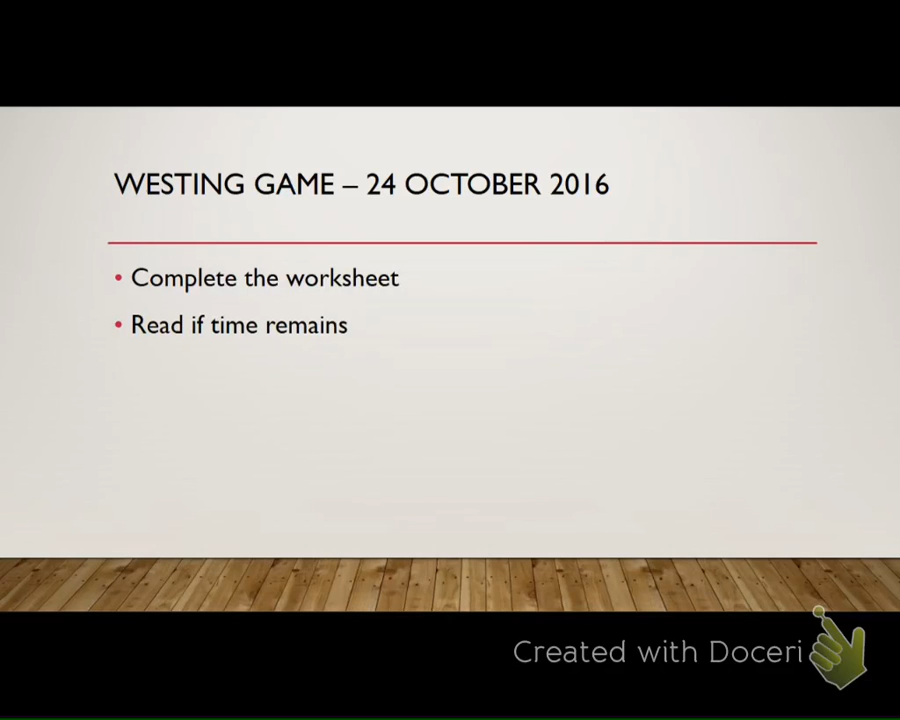 WESTING GAME – 24 OCTOBER 2016
• Complete the worksheet
• Read if time remains
Created with Doceri